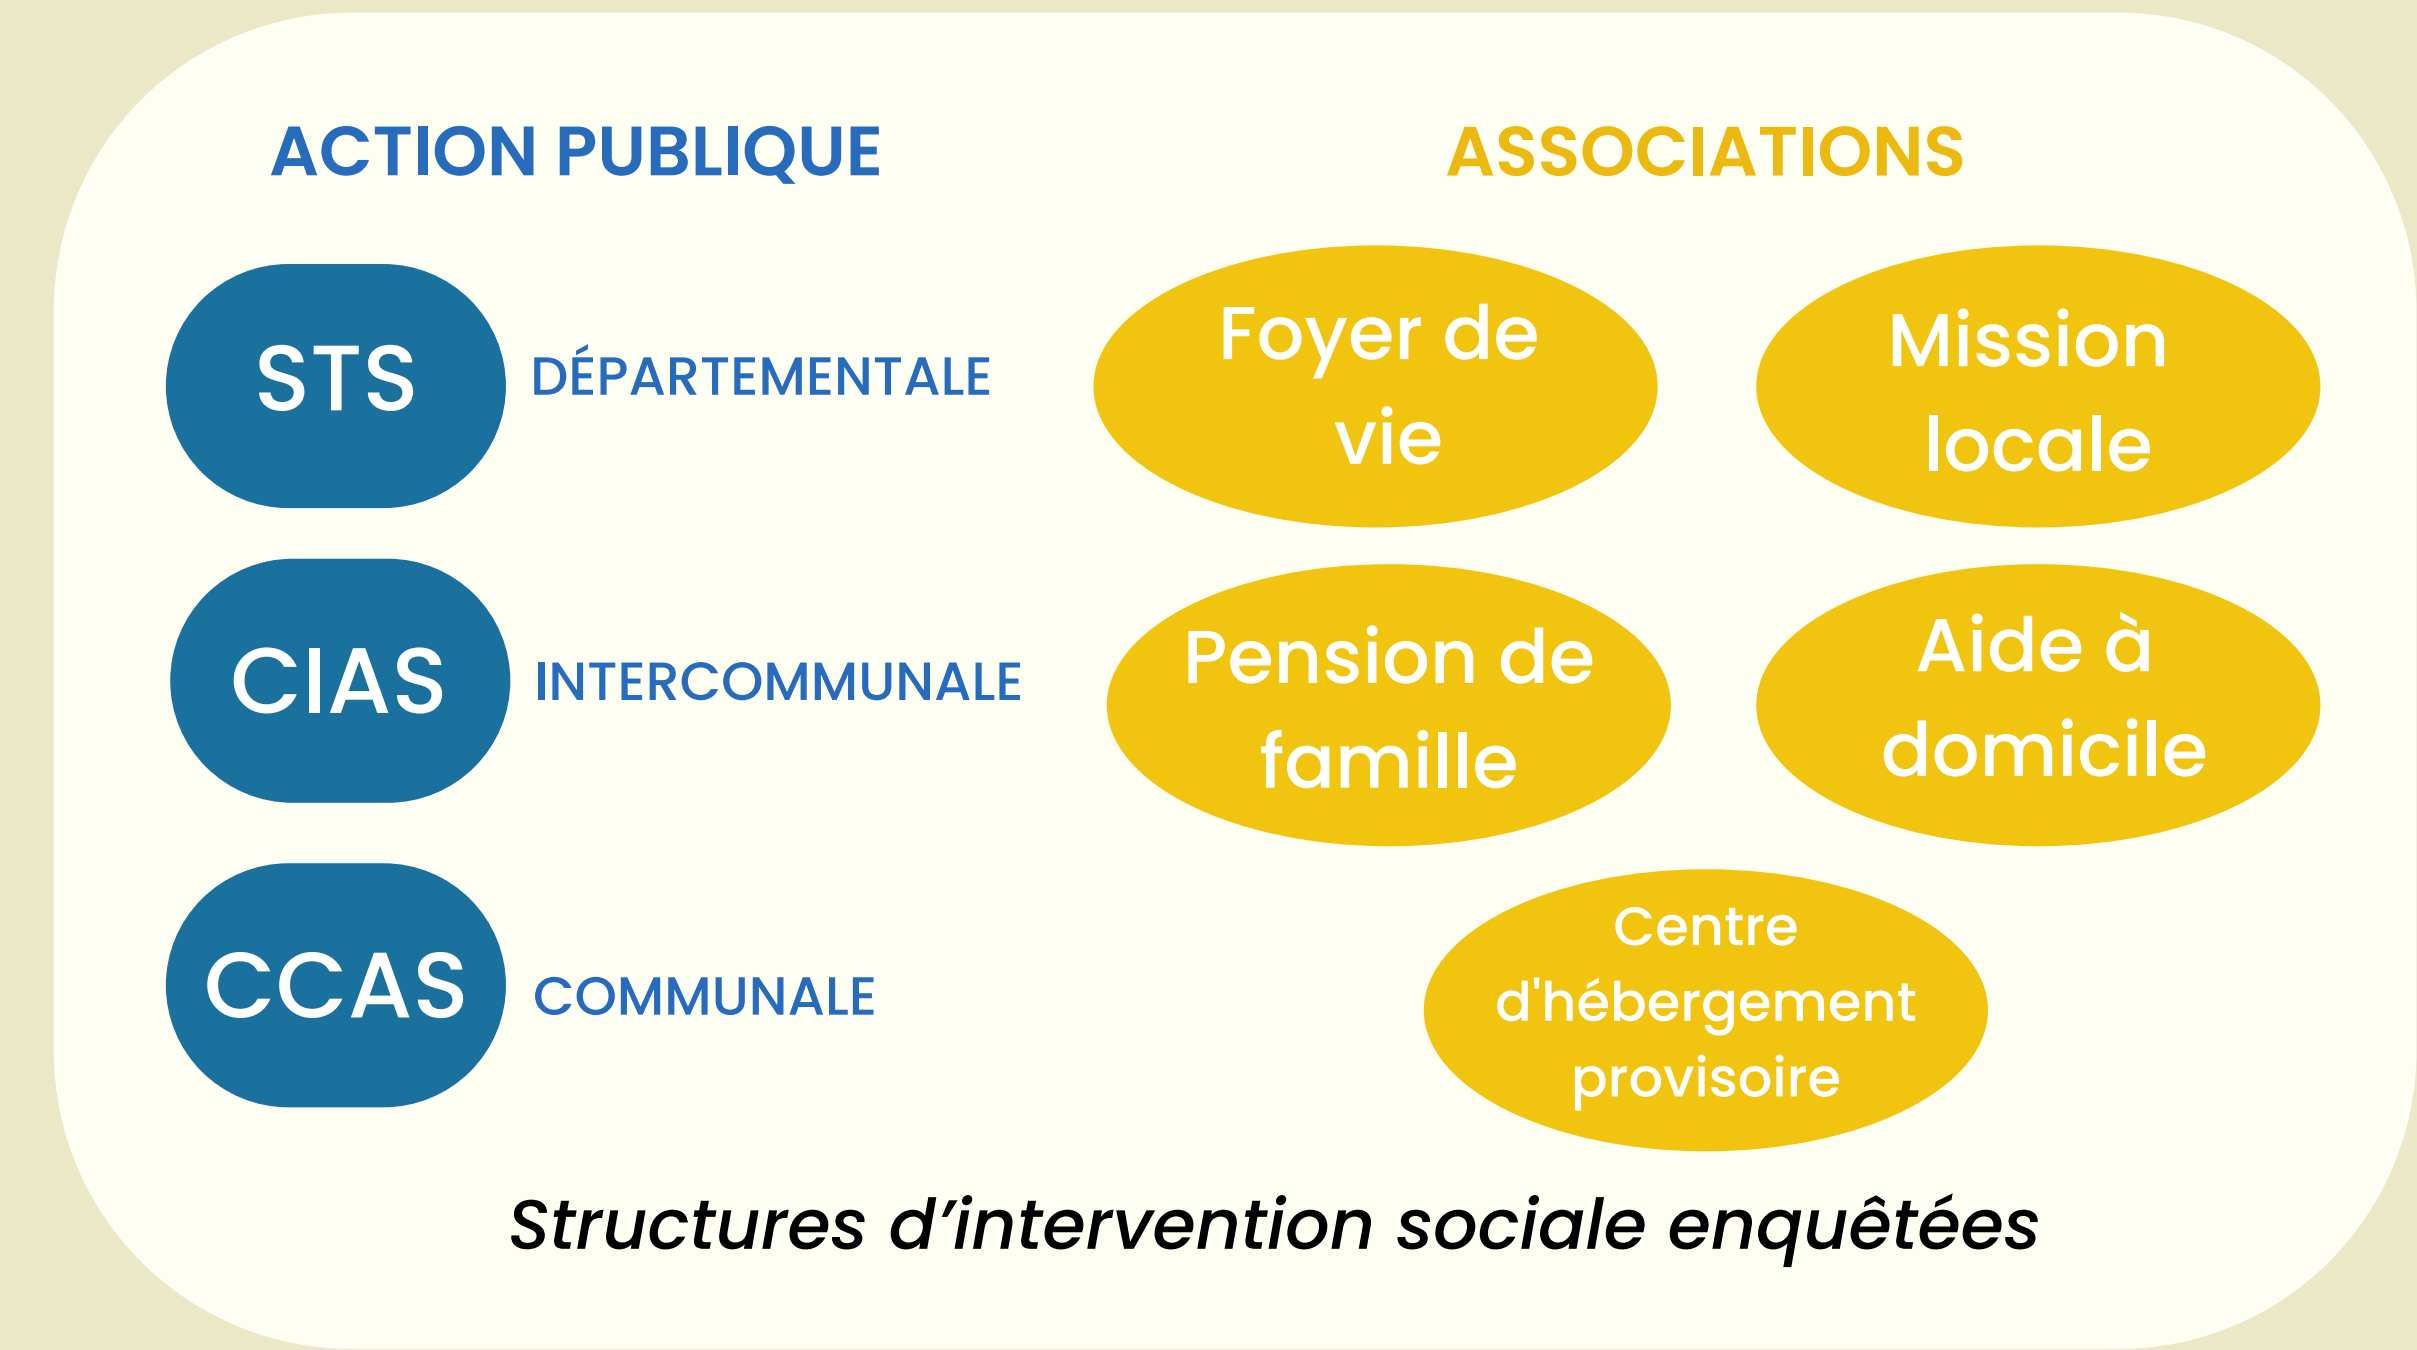 ACTION PUBLIQUE
STS
DÉPARTEMENTALE
CIAS
INTERCOMMUNALE
CCAS
COMMUNALE
ASSOCIATIONS
Foyer de
vie
Mission
locale
Pension de
famille
Aide à
domicile
Centre
d'hébergement
provisoire
Structures d’intervention sociale enquêtées